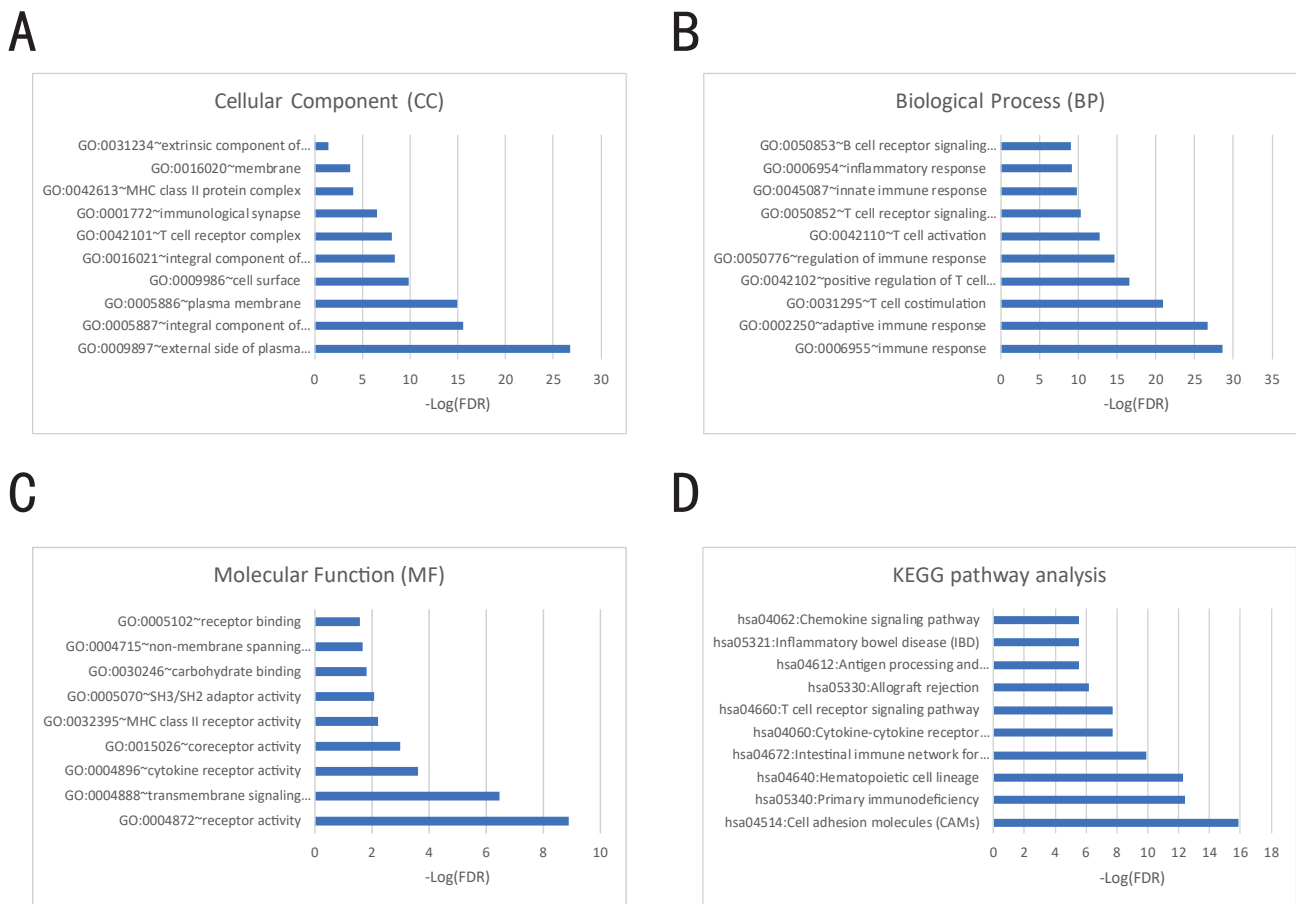 A
Cellular Component (CC)
GO:0031234~extrinsic component of...
GO:0016020~membrane
GO:0042613~MHC class II protein complex
GO:0001772~immunological synapse
GO:0042101~T cell receptor complex
GO:0016021~integral component of...
GO:0009986~cell surface
GO:0005886~plasma membrane
GO:0005887~integral component of...
GO:0009897~external side of plasma...
0 5 10 15 20 25 30
-Log(FDR)
B
Biological Process (BP)
GO:0050853~B cell receptor signaling...
GO:0006954~inflammatory response
GO:0045087~innate immune response
GO:0050852~T cell receptor signaling...
GO:0042110~T cell activation
GO:0050776~regulation of immune response
GO:0042102~positive regulation of T cell...
GO:0031295~T cell costimulation
GO:0002250~adaptive immune response
GO:0006955~immune response
0 5 10 15 20 25 30 35
-Log(FDR)
C
Molecular Function (MF)
GO:0005102~receptor binding
GO:0004715~non-membrane spanning...
GO:0030246~carbohydrate binding
GO:0005070~SH3/SH2 adaptor activity
GO:0032395~MHC class II receptor activity
GO:0015026~coreceptor activity
GO:0004896~cytokine receptor activity
GO:0004888~transmembrane signaling...
GO:0004872~receptor activity
0 2 4 6 8 10
-Log(FDR)
D
KEGG pathway analysis
hsa04062:Chemokine signaling pathway
hsa05321:Inflammatory bowel disease (IBD)
hsa04612:Antigen processing and...
hsa05330:Allograft rejection
hsa04660:T cell receptor signaling pathway
hsa04060:Cytokine-cytokine receptor...
hsa04672:Intestinal immune network for...
hsa04640:Hematopoietic cell lineage
hsa05340:Primary immunodeficiency
hsa04514:Cell adhesion molecules (CAMs)
0 2 4 6 8 10 12 14 16 18
-Log(FDR)